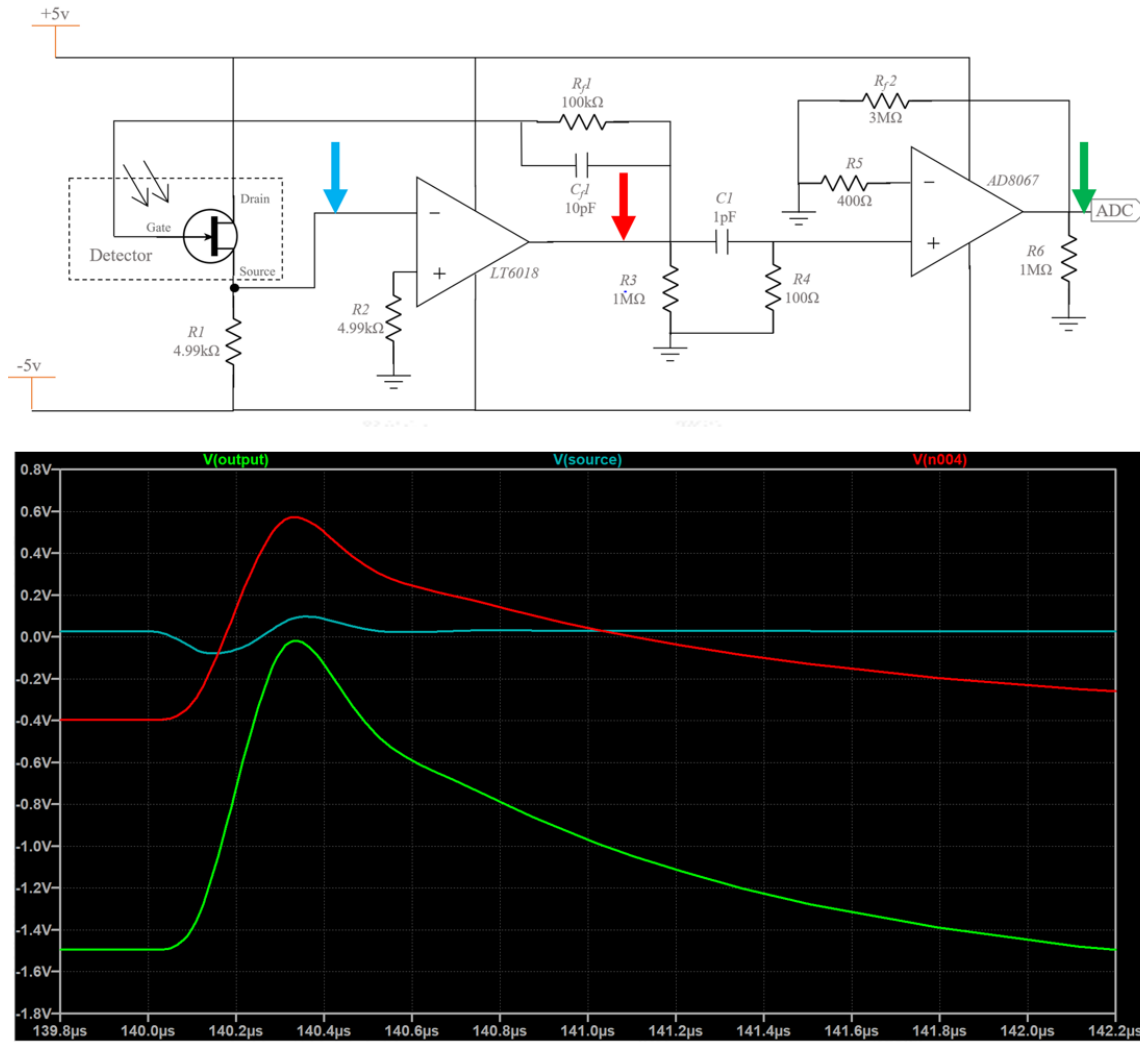 +5v
Rf1
100kΩ
Rf2
3MΩ
Cf1
10pF
R5
400Ω
AD8067
ADC
Drain
Gate
Detector
Source
−
+
LT6018
C1
1pF
−
+
R1
4.99kΩ
R2
4.99kΩ
R3
1MΩ
R4
100Ω
R6
1MΩ
-5v
V(output) V(source) V(n004)
0.8V
0.6V
0.4V
0.2V
0.0V
-0.2V
-0.4V
-0.6V
-0.8V
-1.0V
-1.2V
-1.4V
-1.6V
-1.8V
139.8µs 140.0µs 140.2µs 140.4µs 140.6µs 140.8µs 141.0µs 141.2µs 141.4µs 141.6µs 141.8µs 142.0µs 142.2µs